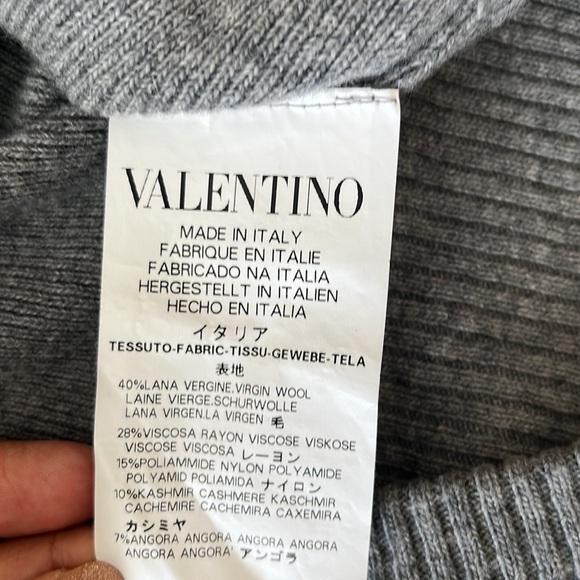 VALENTINO
MADE IN ITALY
FABRIQUE EN ITALIE
FABRICADO NA ITALIA
HERGESTELLT IN ITALIEN
HECHO EN ITALIA
イタリア
TESSUTO-FABRIC-TISSU-GEWEBE-TELA
表地
40%LANA VERGINE.VIRGIN WOOL
LAINE VIERGE.SCHURWOLLE
LANA VIRGEN.LA VIRGEN 毛
28%VISCOSA RAYON VISCOSE VISKOSE
VISCOSE VISCOSA レーヨン
15%POLIAMMIDE NYLON POLYAMIDE
POLYAMID POLIAMIDA ナイロン
10%KASHMIR CASHMERE KASCHMIR
CACHEMIRE CACHEMIRA CAXEMIRA
カシミヤ
7%ANGORA ANGORA ANGORA ANGORA
ANGORA ANGORA' アンゴラ